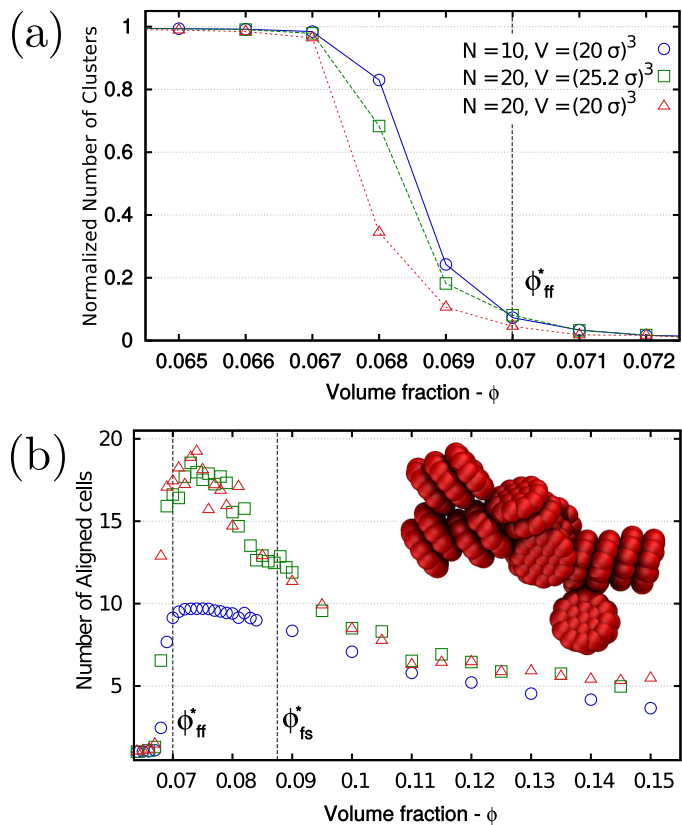 (a)
Normalized Number of Clusters
1
0.8
0.6
0.4
0.2
0
N = 10, V = (20 σ)³
N = 20, V = (25.2 σ)³
N = 20, V = (20 σ)³
ϕ*ff
0.065 0.066 0.067 0.068 0.069 0.07 0.071 0.072
Volume fraction - ϕ
(b)
Number of Aligned cells
20
15
10
5
ϕ*ff
ϕ*fs
0.07 0.08 0.09 0.1 0.11 0.12 0.13 0.14 0.15
Volume fraction - ϕ